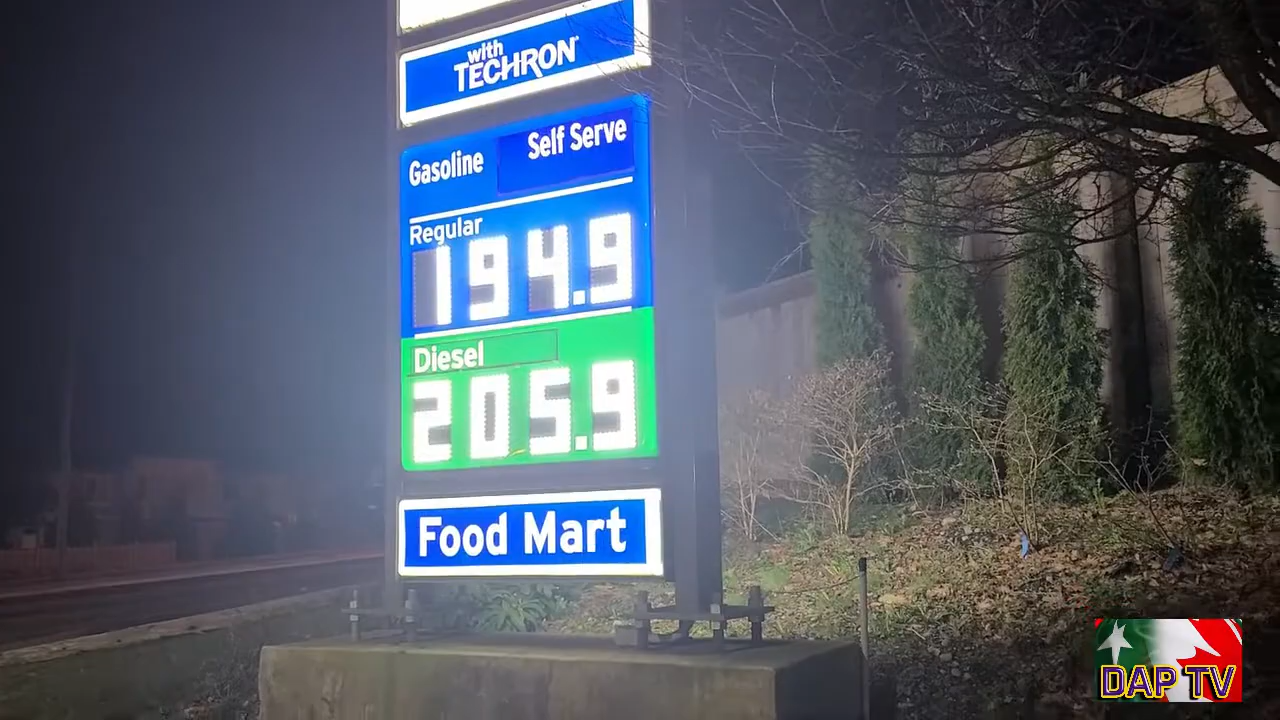 with
TECHRON
Gasoline Self Serve
Regular
194.9
Diesel
205.9
Food Mart
DAP TV